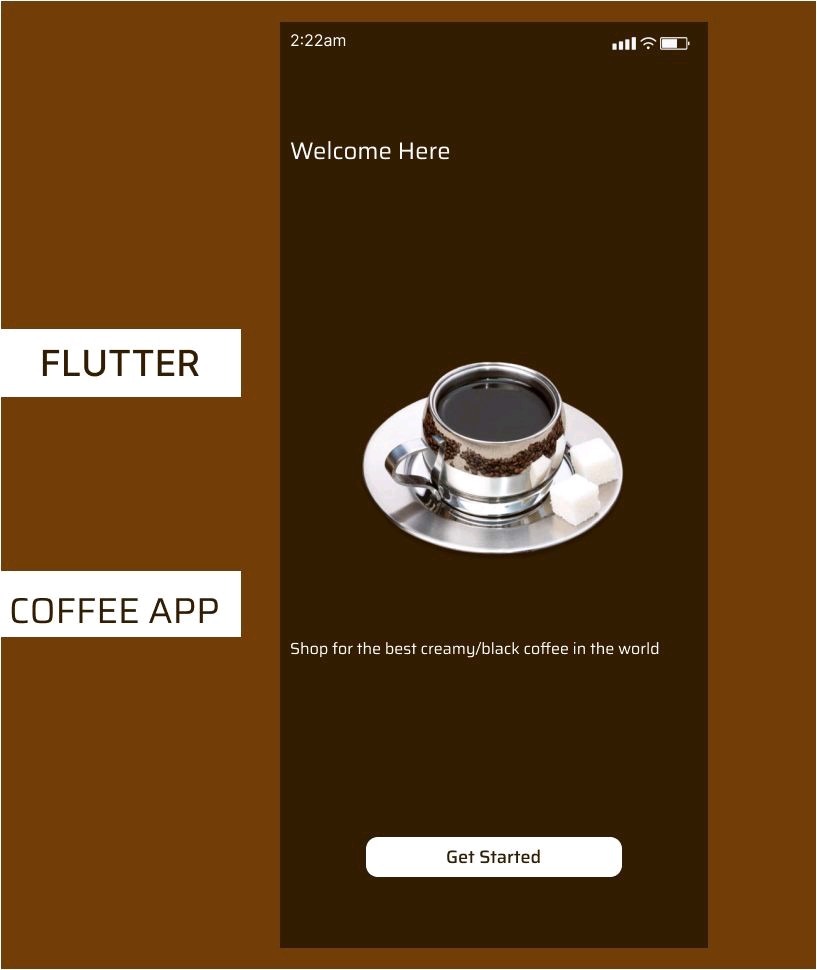 2:22am
Welcome Here
FLUTTER
COFFEE APP
Shop for the best creamy/black coffee in the world
Get Started